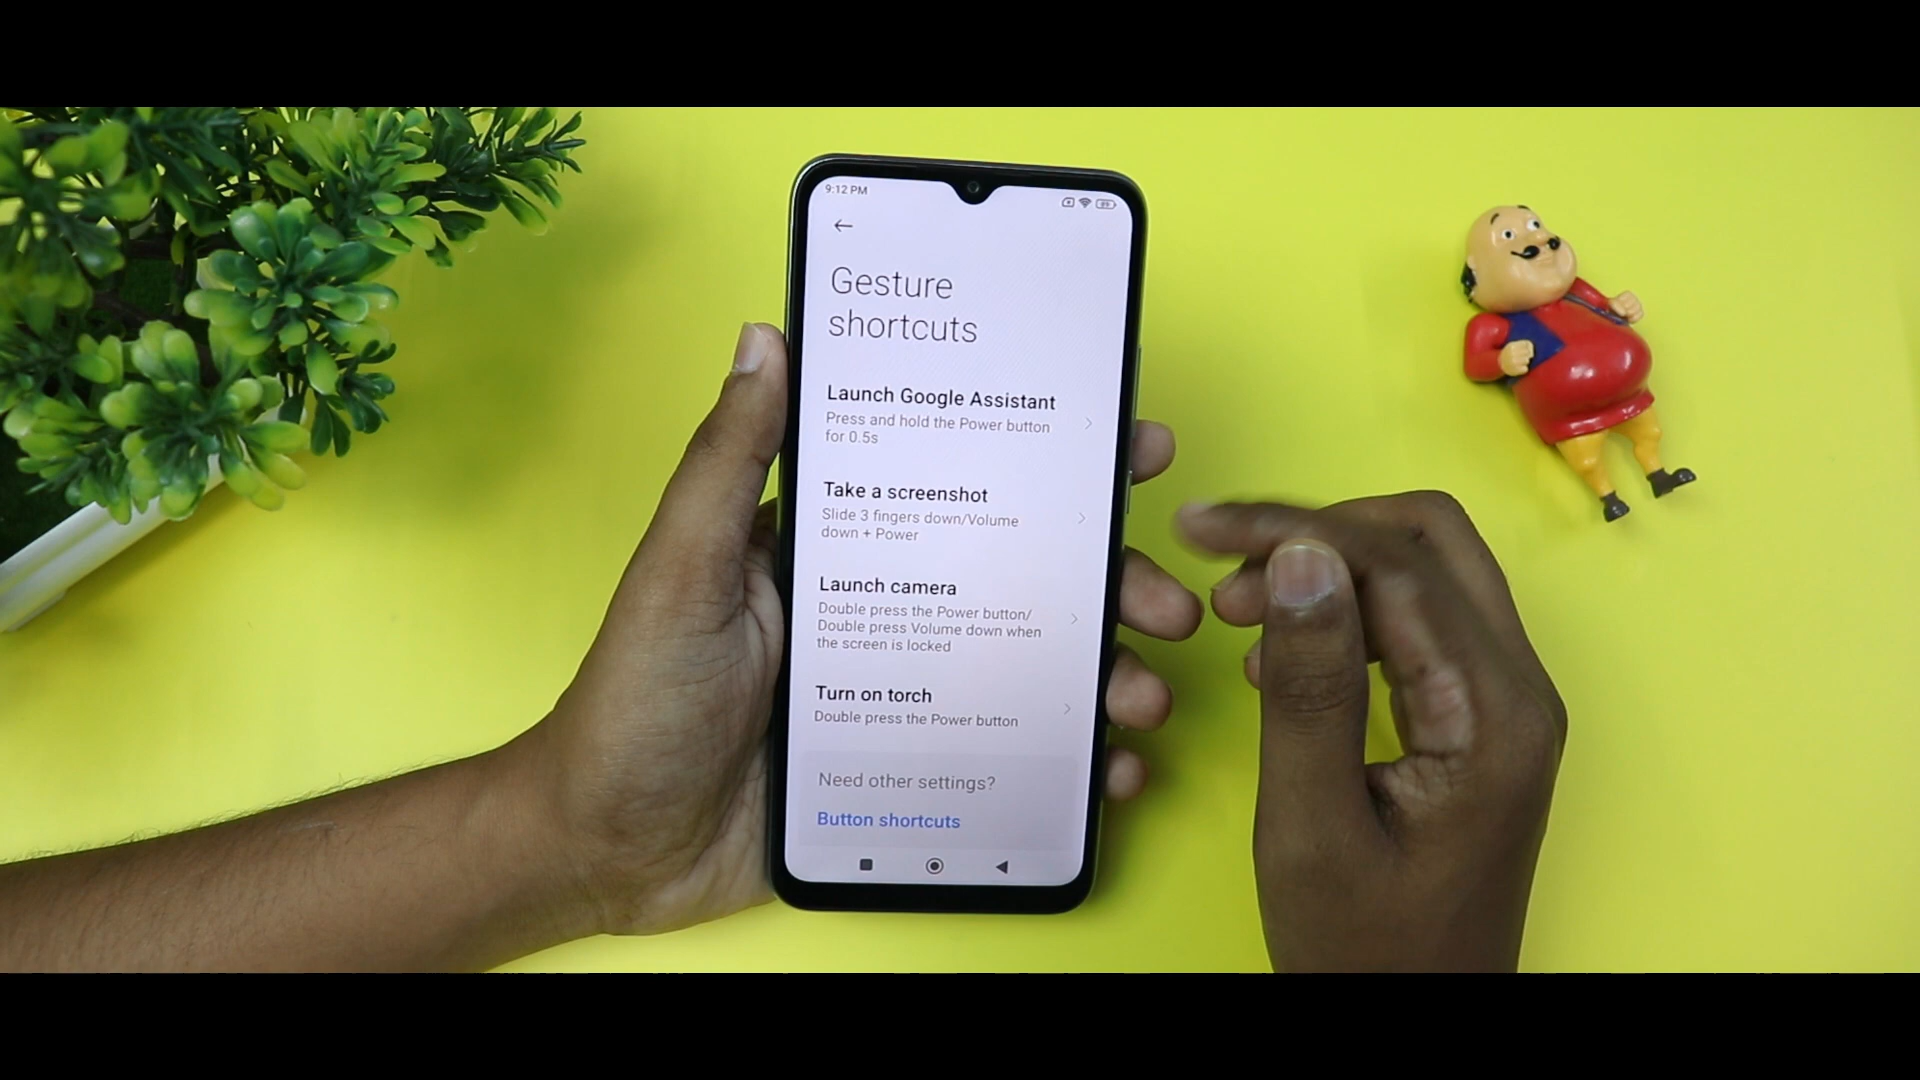 9:12 PM
89
Gesture
shortcuts
Launch Google Assistant
Press and hold the Power button
for 0.5s
Take a screenshot
Slide 3 fingers down/Volume
down + Power
Launch camera
Double press the Power button/
Double press Volume down when
the screen is locked
Turn on torch
Double press the Power button
Need other settings?
Button shortcuts